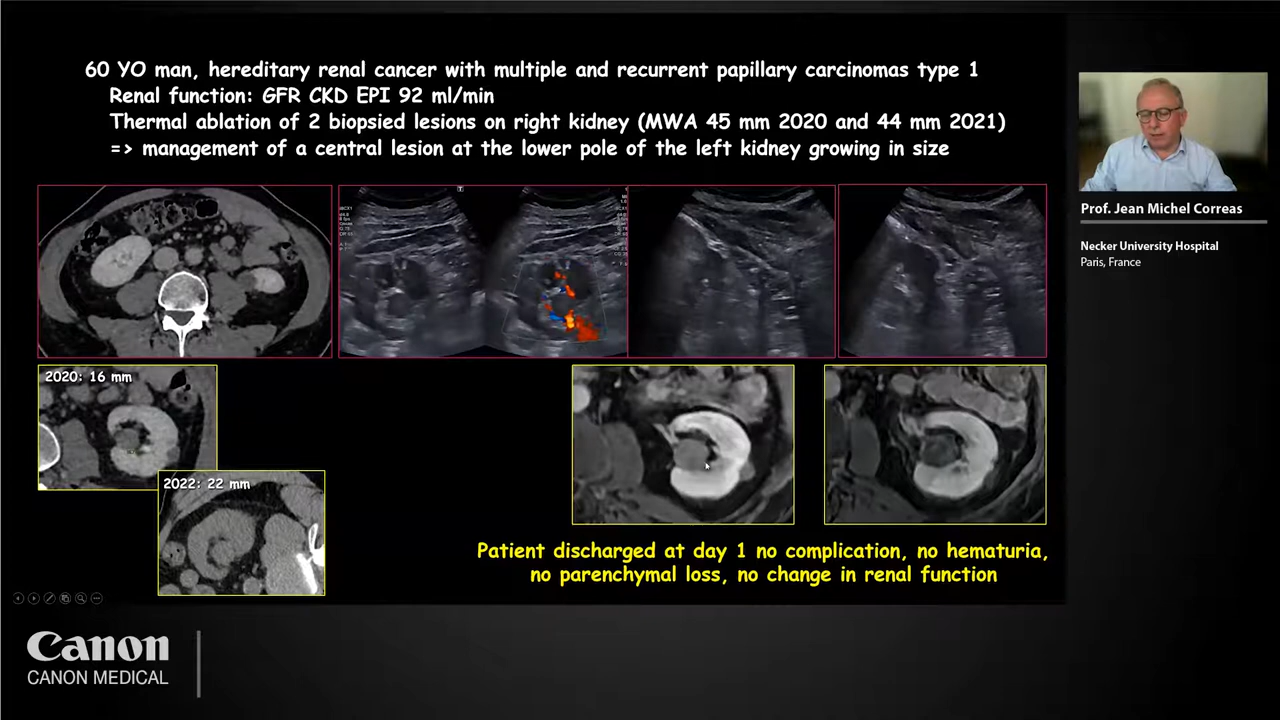 60 YO man, hereditary renal cancer with multiple and recurrent papillary carcinomas type 1
Renal function: GFR CKD EPI 92 ml/min
Thermal ablation of 2 biopsied lesions on right kidney (MWA 45 mm 2020 and 44 mm 2021)
=> management of a central lesion at the lower pole of the left kidney growing in size
Prof. Jean Michel Correas
Necker University Hospital
Paris, France
2020: 16 mm
2022: 22 mm
Patient discharged at day 1 no complication, no hematuria,
no parenchymal loss, no change in renal function
Canon
CANON MEDICAL